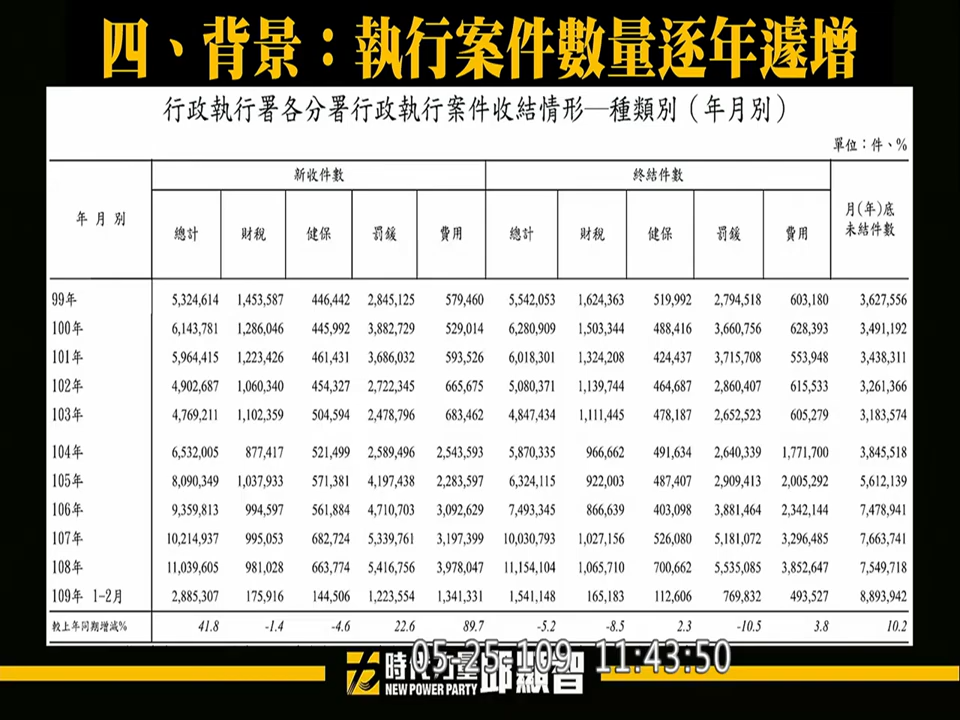 四、背景：執行案件數量逐年遽增
行政執行署各分署行政執行案件收結情形—種類別（年月別）
單位：件、%
年 月 別 新收件數 終結件數 月(年)底未結件數
總計 財稅 健保 罰鍰 費用 總計 財稅 健保 罰鍰 費用
99年 5,324,614 1,453,587 446,442 2,845,125 579,460 5,542,053 1,624,363 519,992 2,794,518 603,180 3,627,556
100年 6,143,781 1,286,046 445,992 3,882,729 529,014 6,280,909 1,503,344 488,416 3,660,756 628,393 3,491,192
101年 5,964,415 1,223,426 461,431 3,686,032 593,526 6,018,301 1,324,208 424,437 3,715,708 553,948 3,438,311
102年 4,902,687 1,060,340 454,327 2,722,345 665,675 5,080,371 1,139,744 464,687 2,860,407 615,533 3,261,366
103年 4,769,211 1,102,359 504,594 2,478,796 683,462 4,847,434 1,111,445 478,187 2,652,523 605,279 3,183,574
104年 6,532,005 877,417 521,499 2,589,496 2,543,593 5,870,335 966,662 491,634 2,640,339 1,771,700 3,845,518
105年 8,090,349 1,037,933 571,381 4,197,438 2,283,597 6,324,115 922,003 487,407 2,909,413 2,005,292 5,612,139
106年 9,359,813 994,597 561,884 4,710,703 3,092,629 7,493,345 866,639 403,098 3,881,464 2,342,144 7,478,941
107年 10,214,937 995,053 682,724 5,339,761 3,197,399 10,030,793 1,027,156 526,080 5,181,072 3,296,485 7,663,741
108年 11,039,605 981,028 663,774 5,416,756 3,978,047 11,154,104 1,065,710 700,662 5,535,085 3,852,647 7,549,718
109年 1-2月 2,885,307 175,916 144,506 1,223,554 1,341,331 1,541,148 165,183 112,606 769,832 493,527 8,893,942
較上年同期增減% 41.8 -1.4 -4.6 22.6 89.7 -5.2 -8.5 2.3 -10.5 3.8 10.2
05-25-109 11:43:50
時代力量 邱顯智
NEW POWER PARTY